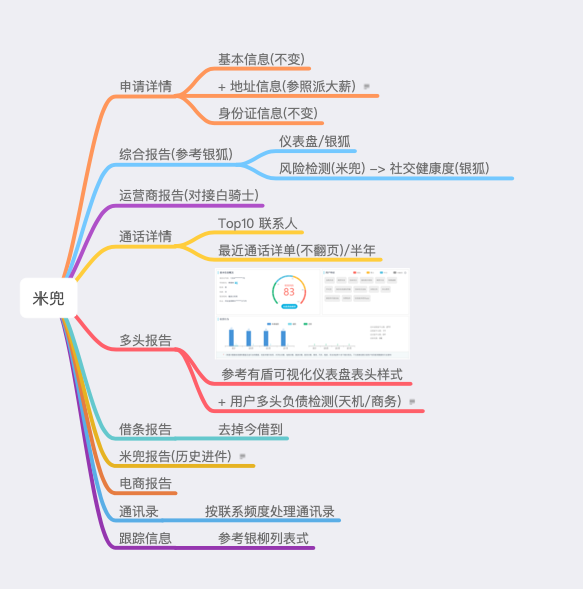 米兜
申请详情
基本信息(不变)
+ 地址信息(参照派大薪)
身份证信息(不变)
综合报告(参考银狐)
仪表盘/银狐
风险检测(米兜) -> 社交健康度(银狐)
运营商报告(对接白骑士)
通话详情
Top10 联系人
最近通话详单(不翻页)/半年
多头报告
83
参考有盾可视化仪表盘表头样式
+ 用户多头负债检测(天机/商务)
借条报告
去掉今借到
米兜报告(历史进件)
电商报告
通讯录
按联系频度处理通讯录
跟踪信息
参考银柳列表式